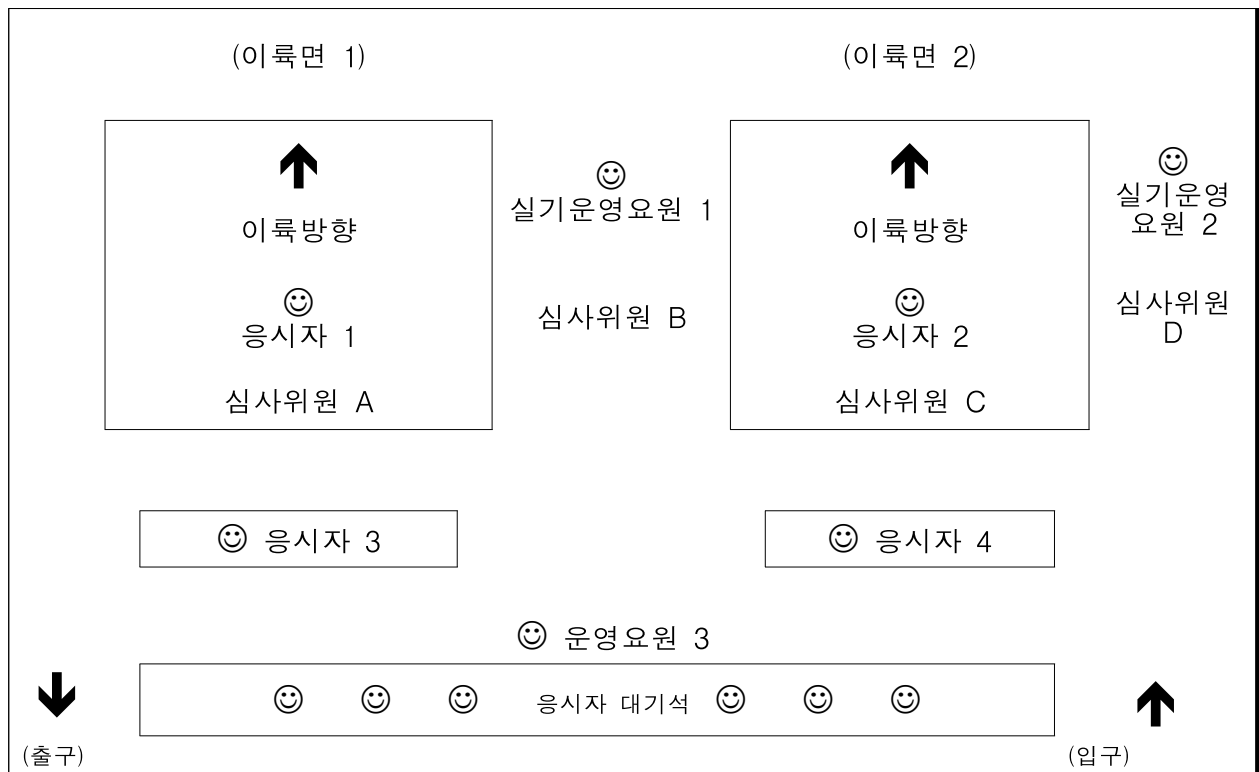 (이륙면 1)
(이륙면 2)
이륙방향
응시자 1
심사위원 A
실기운영요원 1
심사위원 B
이륙방향
응시자 2
심사위원 C
실기운영
요원 2
심사위원
D
응시자 3
응시자 4
운영요원 3
응시자 대기석
(출구)
(입구)